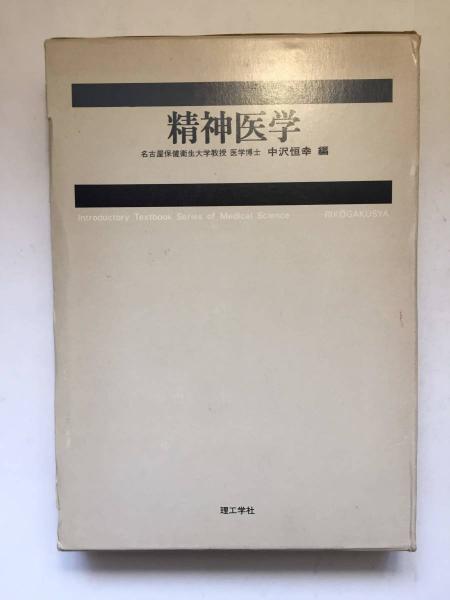 精神医学
名古屋保健衛生大学教授 医学博士 中沢恒幸 編
Introductory Textbook Series of Medical Science RIKOGAKUSYA
理工学社